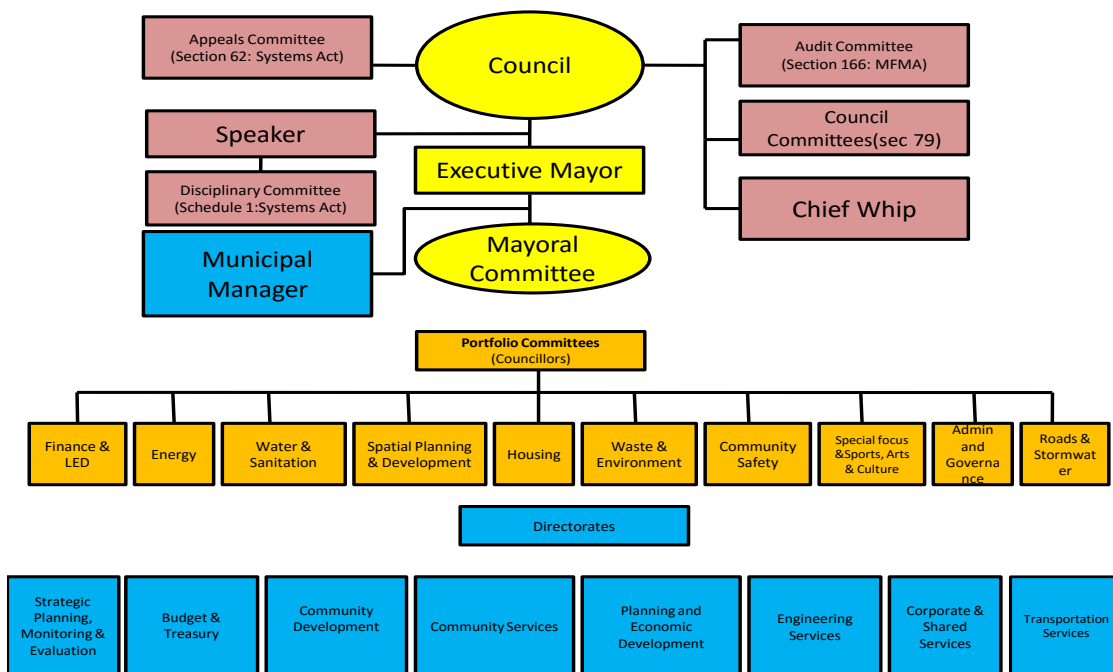 Appeals Committee
(Section 62: Systems Act)
Council
Audit Committee
(Section 166: MFMA)
Speaker
Council
Committees(sec 79)
Executive Mayor
Disciplinary Committee
(Schedule 1:Systems Act)
Chief Whip
Municipal
Manager
Mayoral
Committee
Portfolio Committees
(Councillors)
Finance &
LED
Energy
Water &
Sanitation
Spatial Planning
& Development
Housing
Waste &
Environment
Community
Safety
Special focus
&Sports, Arts
& Culture
Admin
and
Governa
nce
Roads &
Stormwat
er
Directorates
Strategic
Planning,
Monitoring &
Evaluation
Budget &
Treasury
Community
Development
Community Services
Planning and
Economic
Development
Engineering
Services
Corporate &
Shared
Services
Transportation
Services